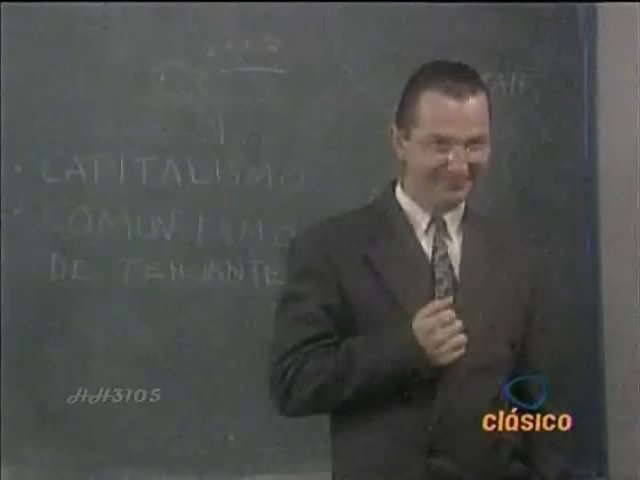 CAPITALISMO
COMUNISMO
DE TEHUANTE
HH3105
clásico